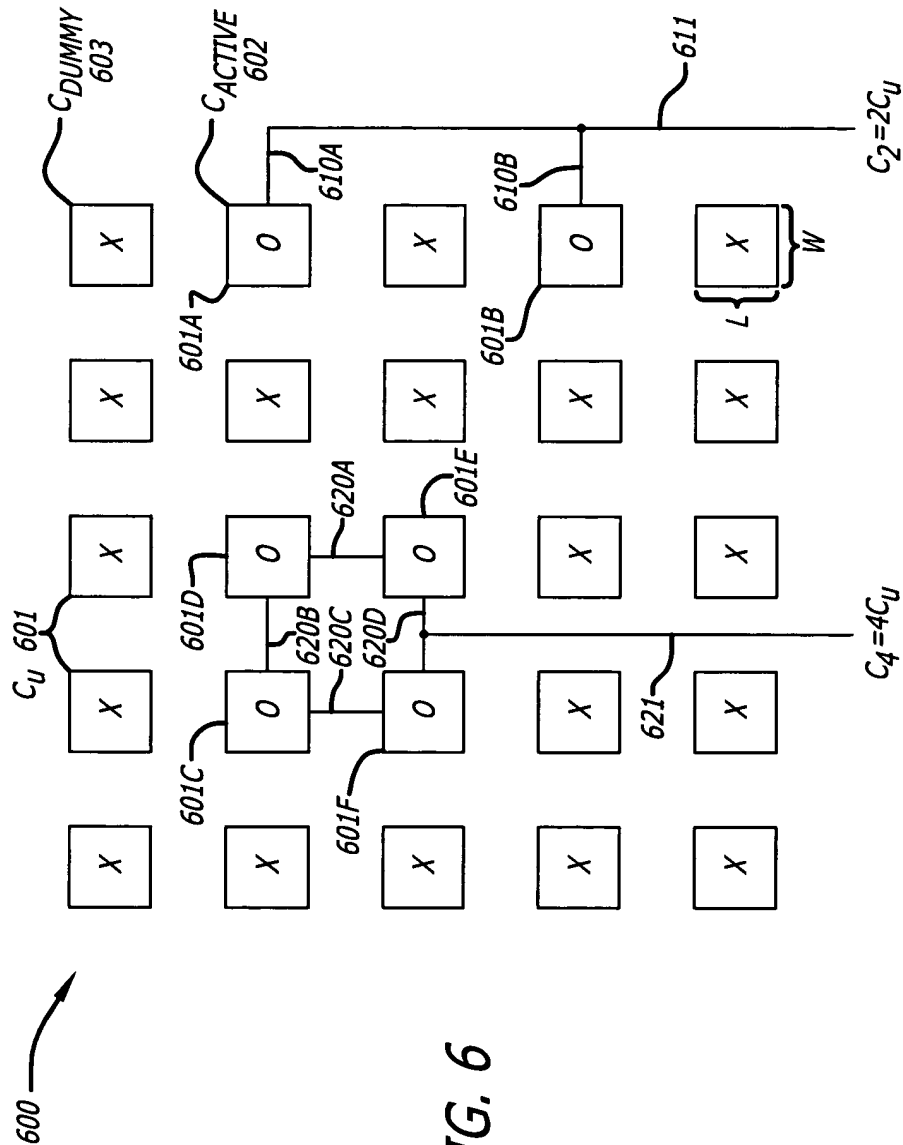 600
C_U 601
C_DUMMY
603
X X X X X
C_ACTIVE
602
601C
601D
601A
X O O X O
610A
620A
620B
620C
620D
601F
601E
X O O X X
610B
601B
X X X X O
FIG. 6
621
611
L
X X X X X
W
C_4=4C_U
C_2=2C_U